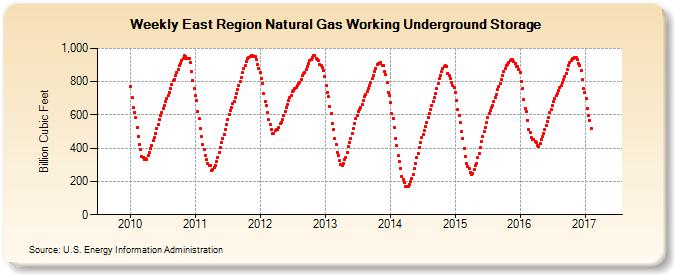 Weekly East Region Natural Gas Working Underground Storage
Billion Cubic Feet
1,000
800
600
400
200
0
2010 2011 2012 2013 2014 2015 2016 2017
Source: U.S. Energy Information Administration